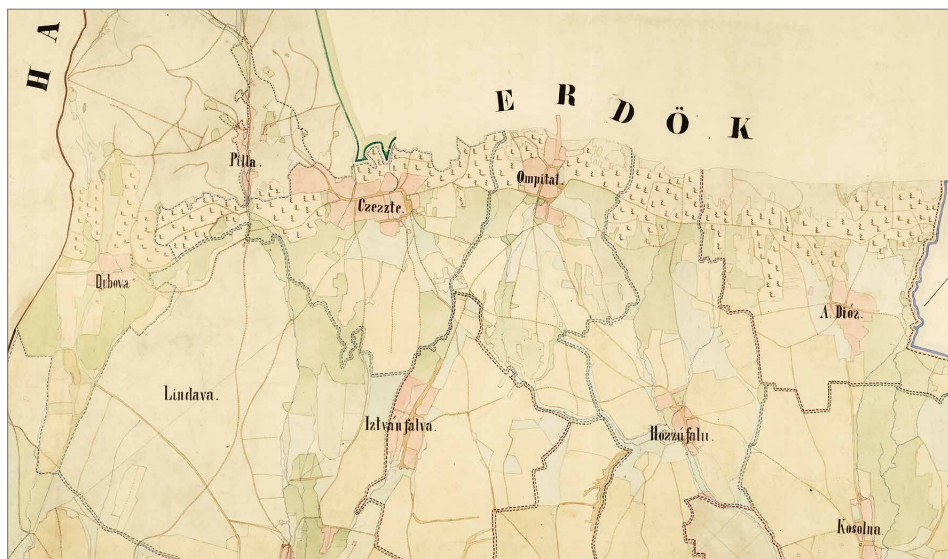 HA
ERDÖK
Pilla.
Czezte.
Ompital.
Dubova
A. Dióz.
Lindava.
Iztvánfalva.
Hozzúfalu.
Kosolna